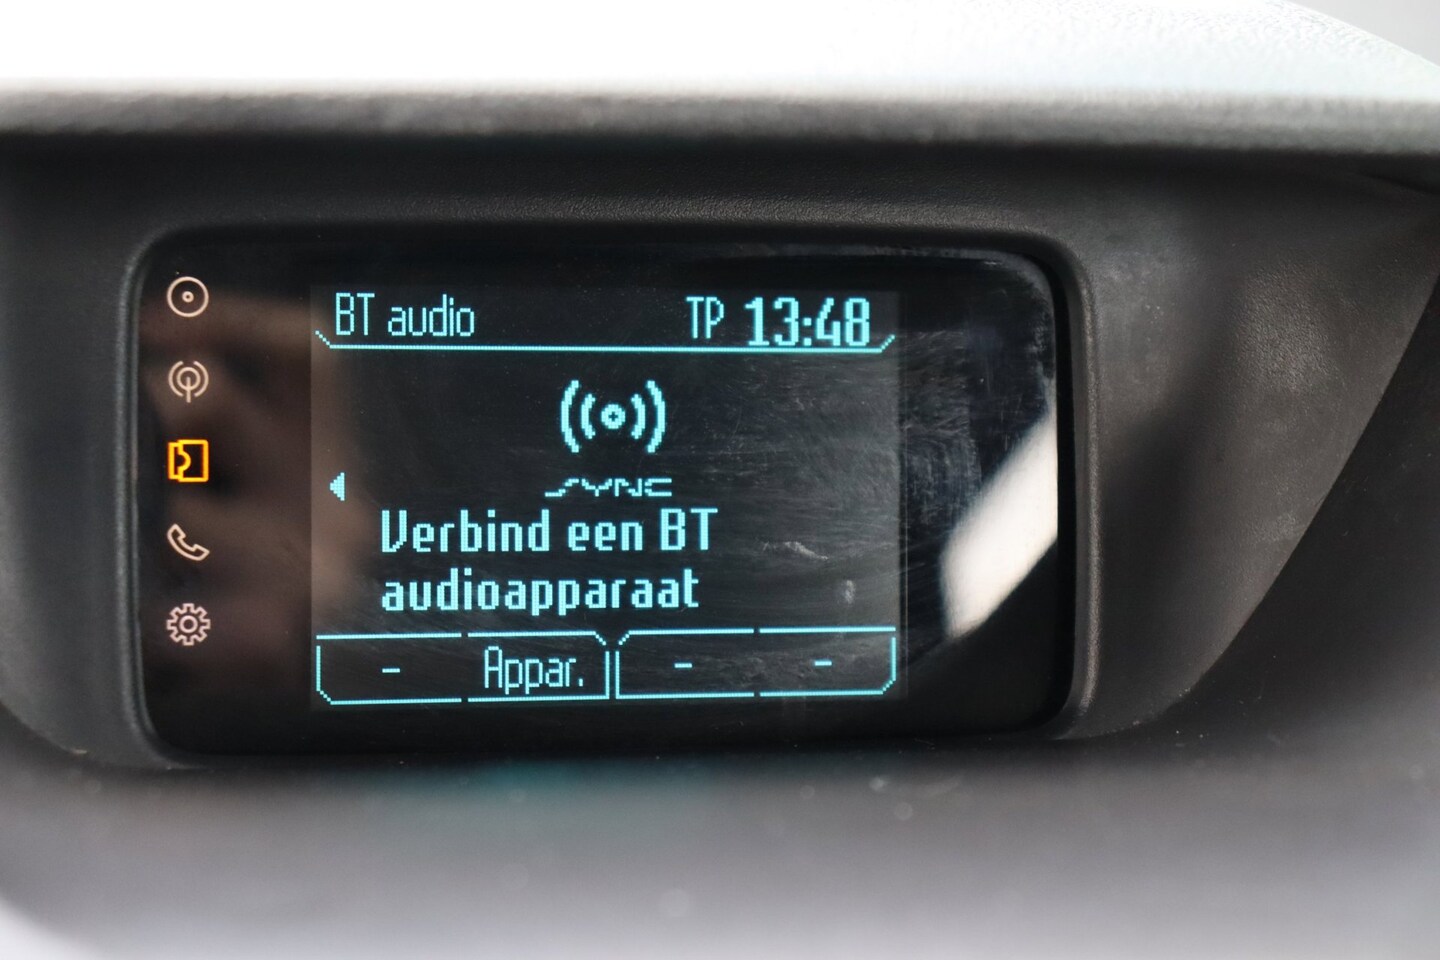 BT audio TP 13:48
SYNC
Verbind een BT
audioapparaat
- Appar. - -